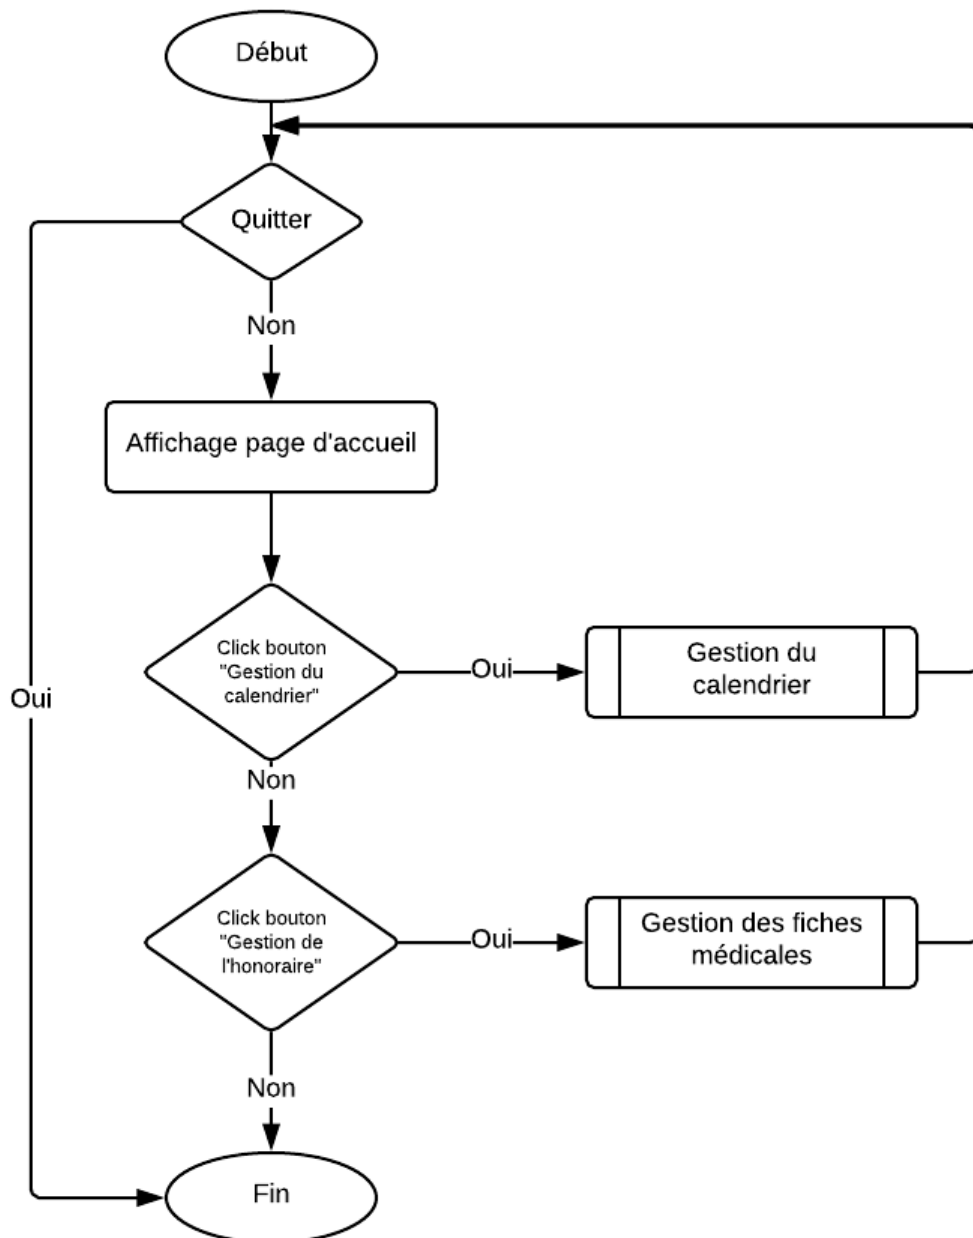 Début
Quitter
Non
Affichage page d'accueil
Click bouton
"Gestion du
calendrier"
Oui
Gestion du
calendrier
Oui
Non
Click bouton
"Gestion de
l'honoraire"
Oui
Gestion des fiches
médicales
Non
Fin